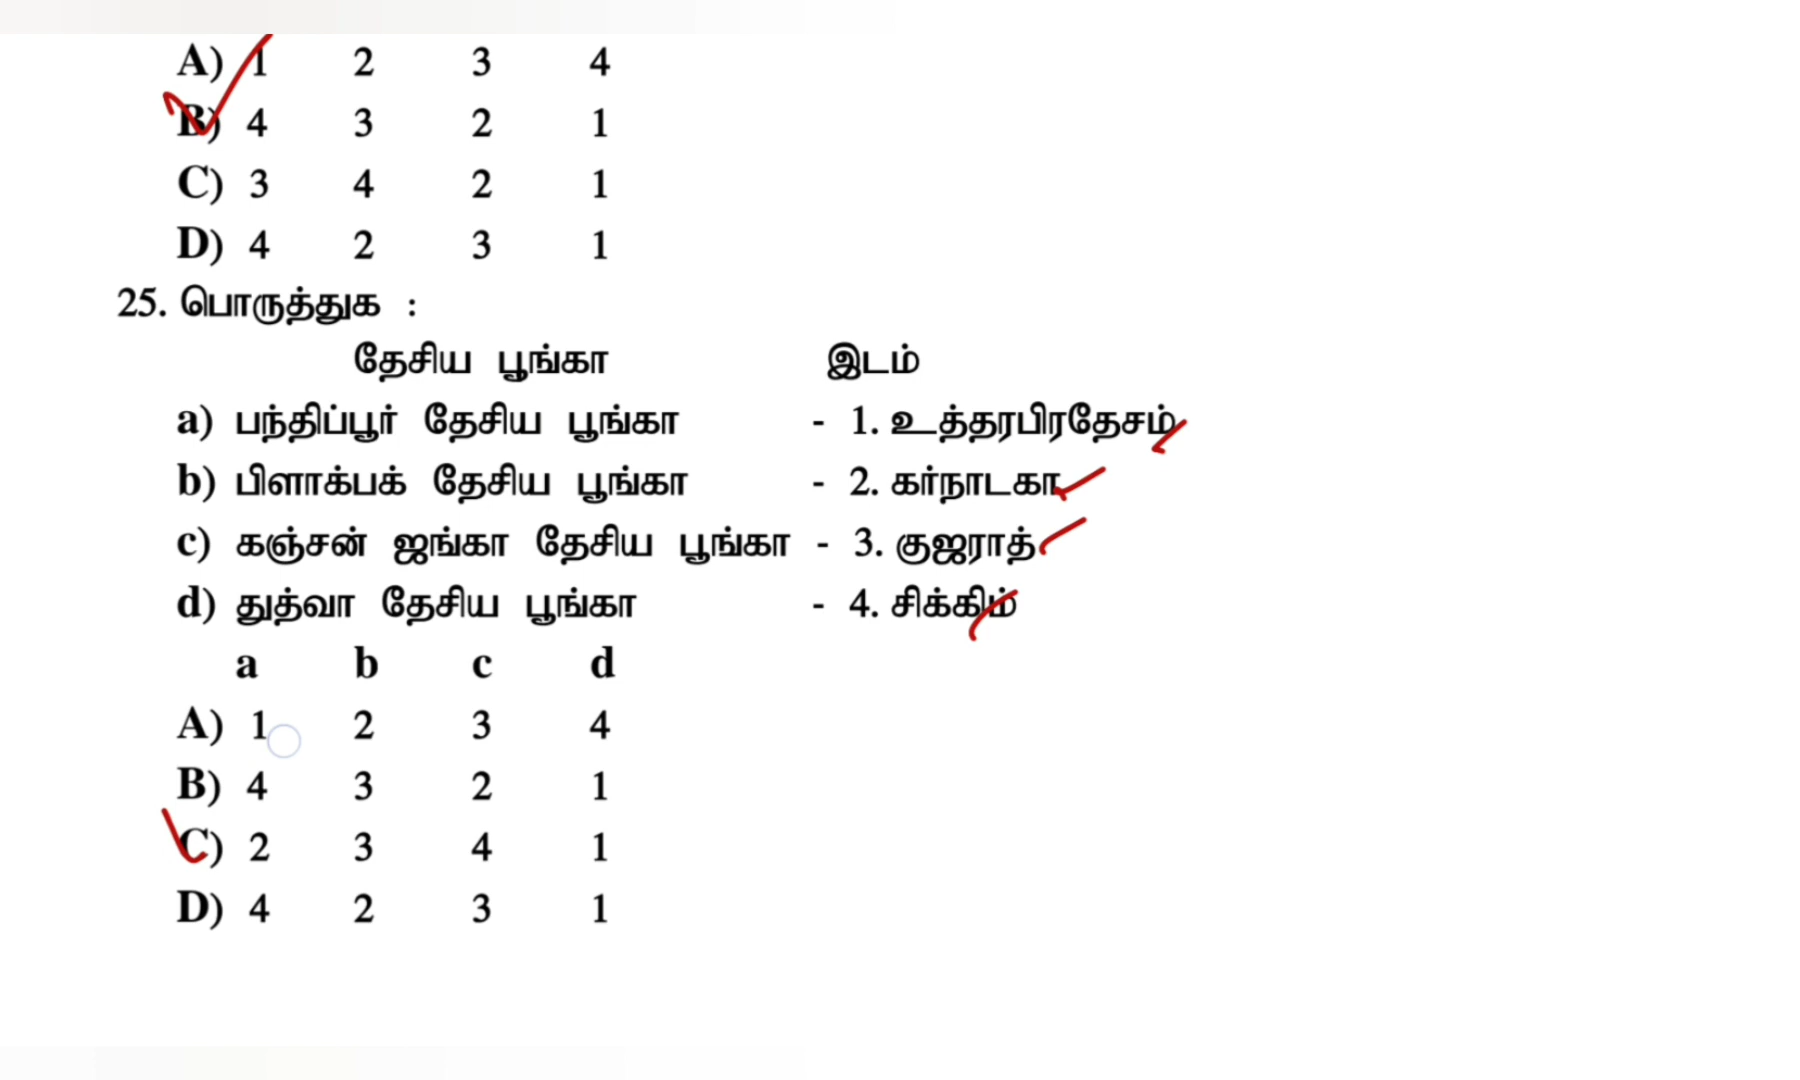 A) 1 2 3 4
B) 4 3 2 1
C) 3 4 2 1
D) 4 2 3 1
25. பொருத்துக :
தேசிய பூங்கா இடம்
a) பந்திப்பூர் தேசிய பூங்கா - 1. உத்தரபிரதேசம்
b) பிளாக்பக் தேசிய பூங்கா - 2. கர்நாடகா
c) கஞ்சன் ஜங்கா தேசிய பூங்கா - 3. குஜராத்
d) துத்வா தேசிய பூங்கா - 4. சிக்கிம்
a b c d
A) 1 2 3 4
B) 4 3 2 1
C) 2 3 4 1
D) 4 2 3 1